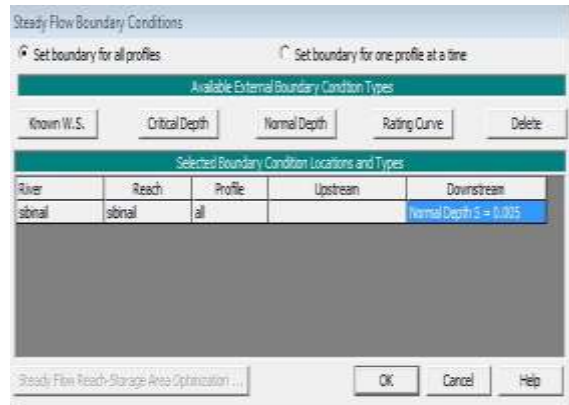 Steady Flow Boundary Conditions
Set boundary for all profiles Set boundary for one profile at a time
Available External Boundary Condition Types
Known W.S. Critical Depth Normal Depth Rating Curve Delete
Selected Boundary Condition Locations and Types
River Reach Profile Upstream Downstream
sbinal sbinal all Normal Depth S = 0.005
Steady Flow Reach-Storage Area Optimization ... OK Cancel Help